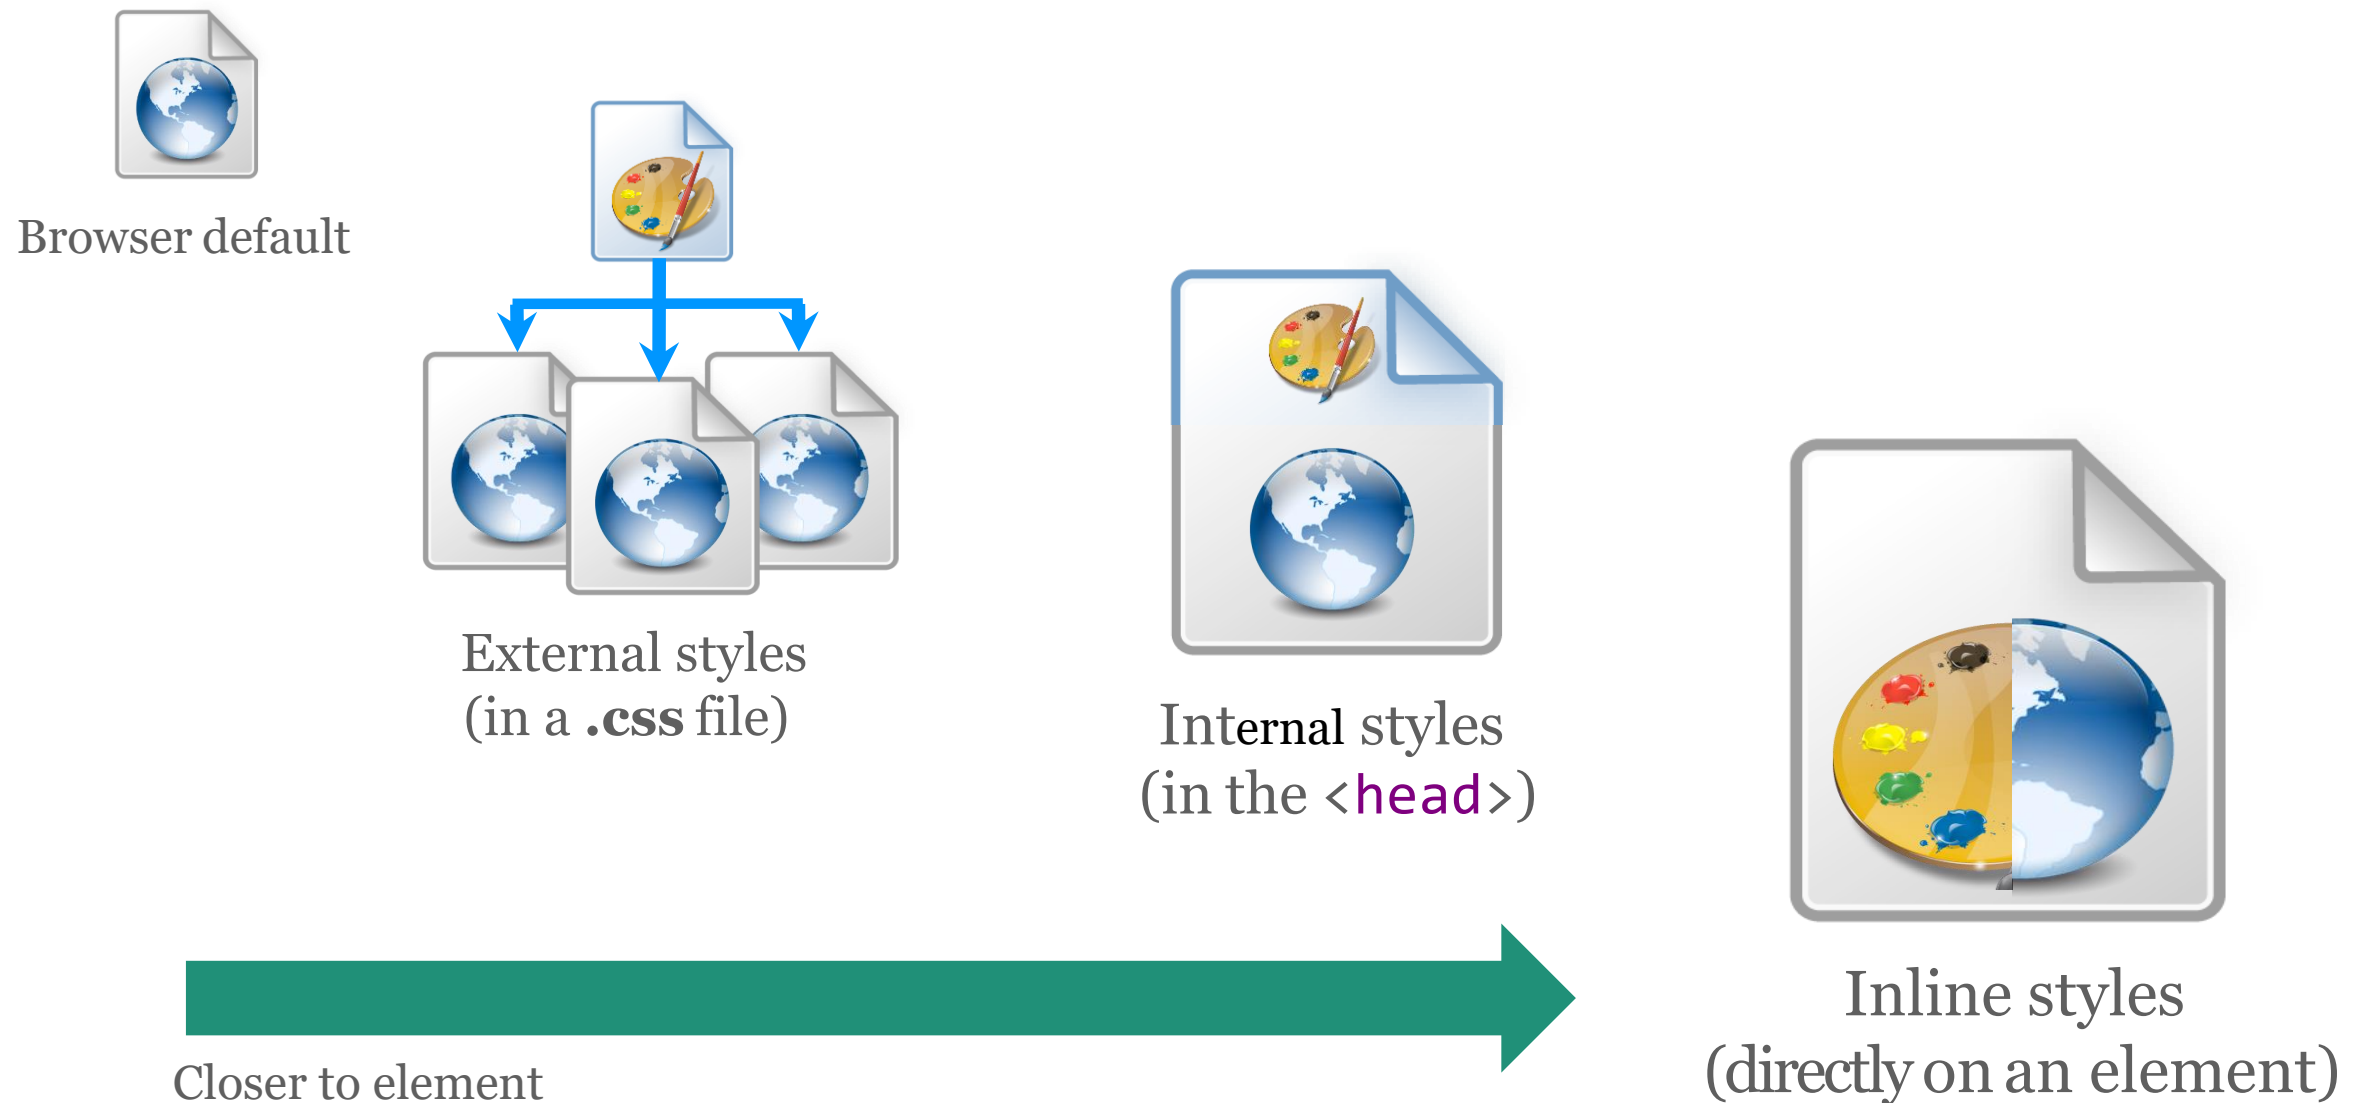 Browser default
External styles
(in a .css file)
Internal styles
(in the <head>)
Inline styles
(directly on an element)
Closer to element